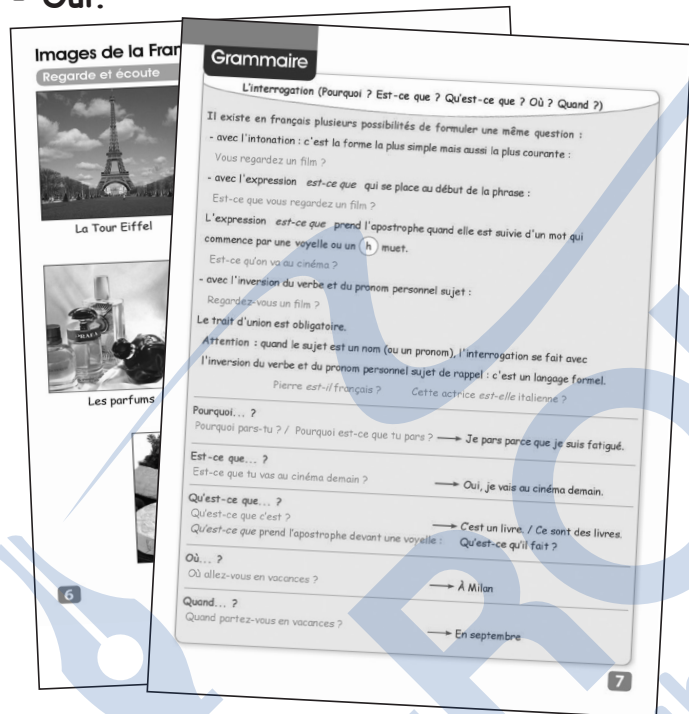 - Oui.
Images de la Fran
Regarde et écoute
La Tour Eiffel
PRADA
Les parfums
6
Grammaire
L'interrogation (Pourquoi ? Est-ce que ? Qu'est-ce que ? Où ? Quand ?)
Il existe en français plusieurs possibilités de formuler une même question :
- avec l'intonation : c'est la forme la plus simple mais aussi la plus courante :
Vous regardez un film ?
- avec l'expression est-ce que qui se place au début de la phrase :
Est-ce que vous regardez un film ?
L'expression est-ce que prend l'apostrophe quand elle est suivie d'un mot qui
commence par une voyelle ou un h muet.
Est-ce qu'on va au cinéma ?
- avec l'inversion du verbe et du pronom personnel sujet :
Regardez-vous un film ?
Le trait d'union est obligatoire.
Attention : quand le sujet est un nom (ou un pronom), l'interrogation se fait avec
l'inversion du verbe et du pronom personnel sujet de rappel : c'est un langage formel.
Pierre est-il français ? Cette actrice est-elle italienne ?
Pourquoi... ?
Pourquoi pars-tu ? / Pourquoi est-ce que tu pars ? → Je pars parce que je suis fatigué.
Est-ce que... ?
Est-ce que tu vas au cinéma demain ? → Oui, je vais au cinéma demain.
Qu'est-ce que... ?
Qu'est-ce que c'est ? → C'est un livre. / Ce sont des livres.
Qu'est-ce que prend l'apostrophe devant une voyelle : Qu'est-ce qu'il fait ?
Où... ?
Où allez-vous en vacances ? → À Milan
Quand... ?
Quand partez-vous en vacances ? → En septembre
7